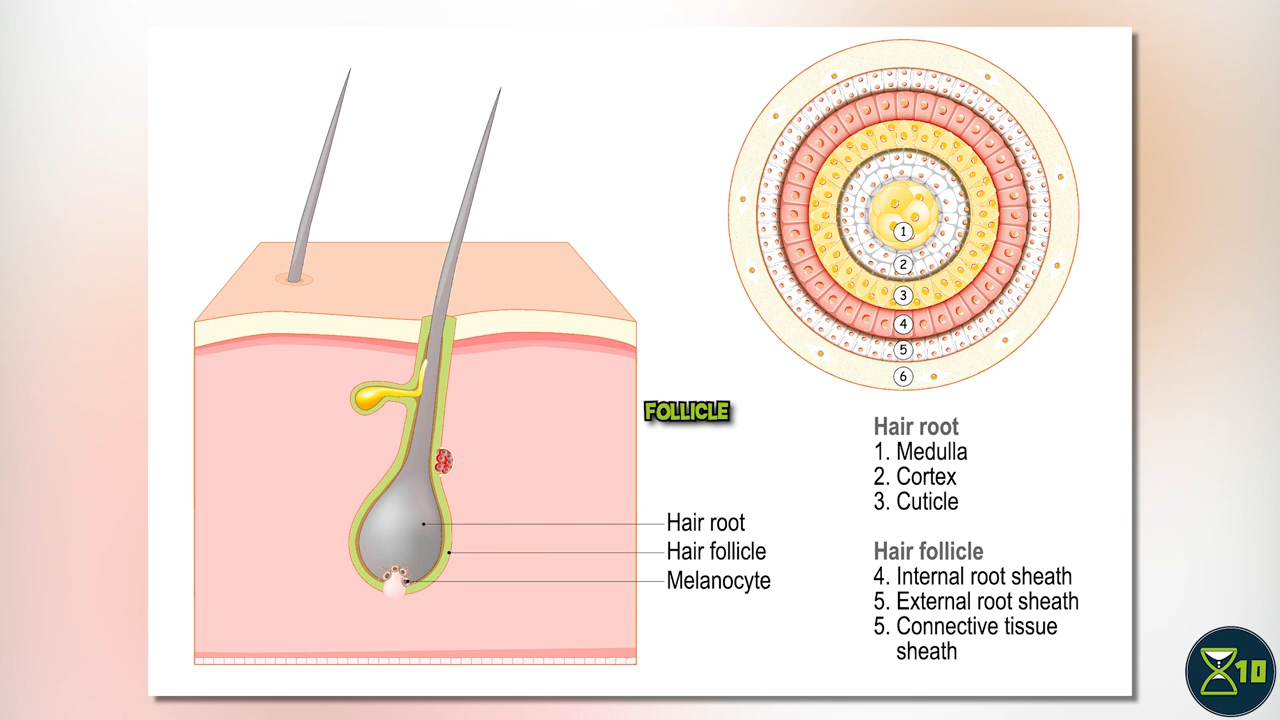 1
2
3
4
5
6
FOLLICLE
Hair root
Hair follicle
Melanocyte
Hair root
1. Medulla
2. Cortex
3. Cuticle
Hair follicle
4. Internal root sheath
5. External root sheath
5. Connective tissue
sheath
10